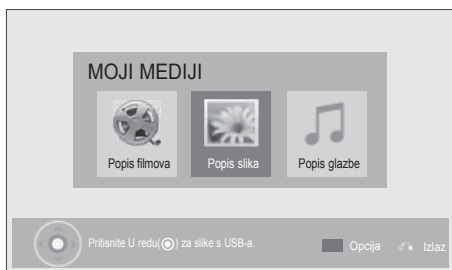 MOJI MEDIJI
Popis filmova Popis slika Popis glazbe
Pritisnite U redu(◉) za slike s USB-a. Opcija Izlaz